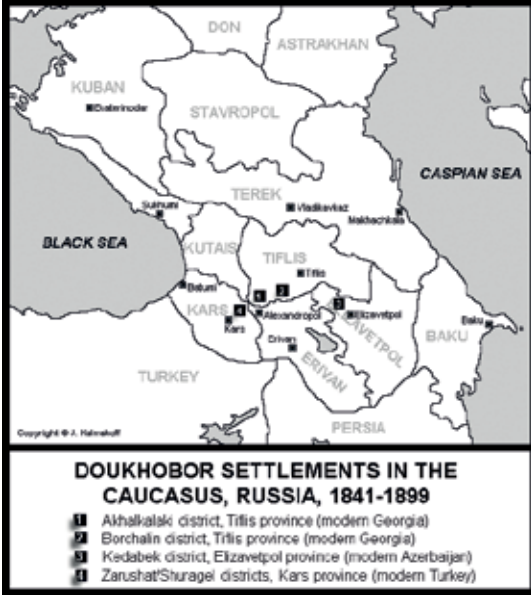 DON
ASTRAKHAN
KUBAN
Ekaterinodar
STAVROPOL
CASPIAN SEA
TEREK
Vladikavkaz
Sukhumi
Makhachkala
BLACK SEA
KUTAIS
TIFLIS
Tiflis
Batumi
1
2
3
4
KARS
Kars
Alexandropol
Elizavetpol
ELIZAVETPOL
Baku
BAKU
Erivan
ERIVAN
TURKEY
PERSIA
Copyright © J. Kalmakoff
DOUKHOBOR SETTLEMENTS IN THE
CAUCASUS, RUSSIA, 1841-1899
1 Akhalkalaki district, Tiflis province (modern Georgia)
2 Borchalin district, Tiflis province (modern Georgia)
3 Kedabek district, Elizavetpol province (modern Azerbaijan)
4 Zarushat/Shuragel districts, Kars province (modern Turkey)